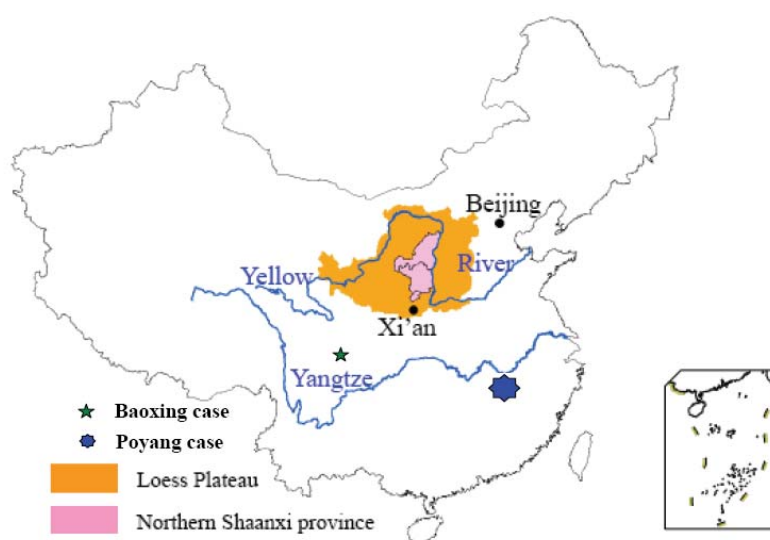 Beijing
Yellow
River
Xi'an
Yangtze
Baoxing case
Poyang case
Loess Plateau
Northern Shaanxi province